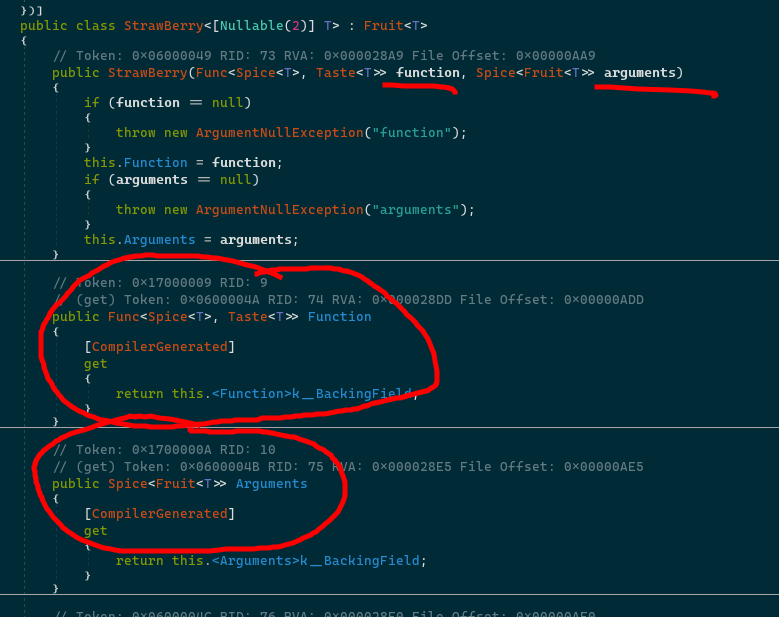 })]
public class StrawBerry<[Nullable(2)] T> : Fruit<T>
{
// Token: 0x06000049 RID: 73 RVA: 0x000028A9 File Offset: 0x00000AA9
public StrawBerry(Func<Spice<T>, Taste<T>> function, Spice<Fruit<T>> arguments)
{
if (function == null)
{
throw new ArgumentNullException("function");
}
this.Function = function;
if (arguments == null)
{
throw new ArgumentNullException("arguments");
}
this.Arguments = arguments;
}
// Token: 0x17000009 RID: 9
// (get) Token: 0x0600004A RID: 74 RVA: 0x000028DD File Offset: 0x00000ADD
public Func<Spice<T>, Taste<T>> Function
{
[CompilerGenerated]
get
{
return this.<Function>k__BackingField;
}
}
// Token: 0x1700000A RID: 10
// (get) Token: 0x0600004B RID: 75 RVA: 0x000028E5 File Offset: 0x00000AE5
public Spice<Fruit<T>> Arguments
{
[CompilerGenerated]
get
{
return this.<Arguments>k__BackingField;
}
}
// Token: 0x0600004C RID: 76 RVA: 0x000028E0 File Offset: 0x00000AE0